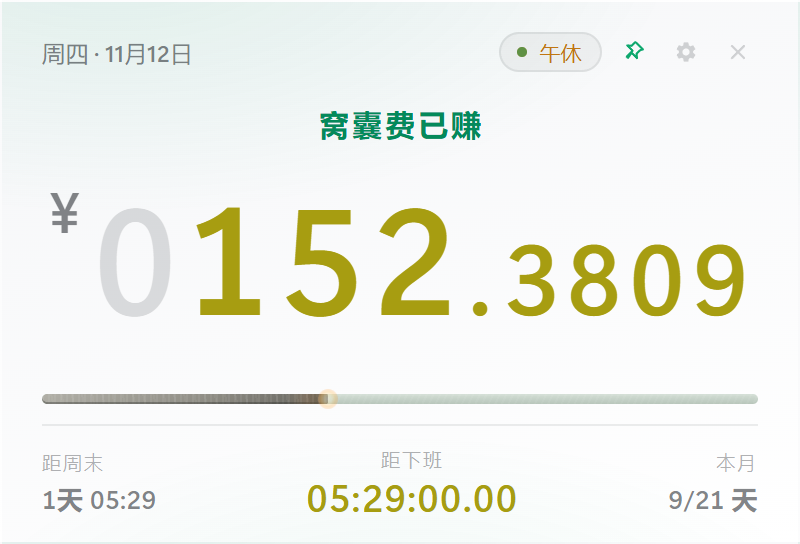 周四 · 11月12日
午休
窝囊费已赚
¥0152.3809
距周末
距下班
本月
1天 05:29
05:29:00.00
9/21 天